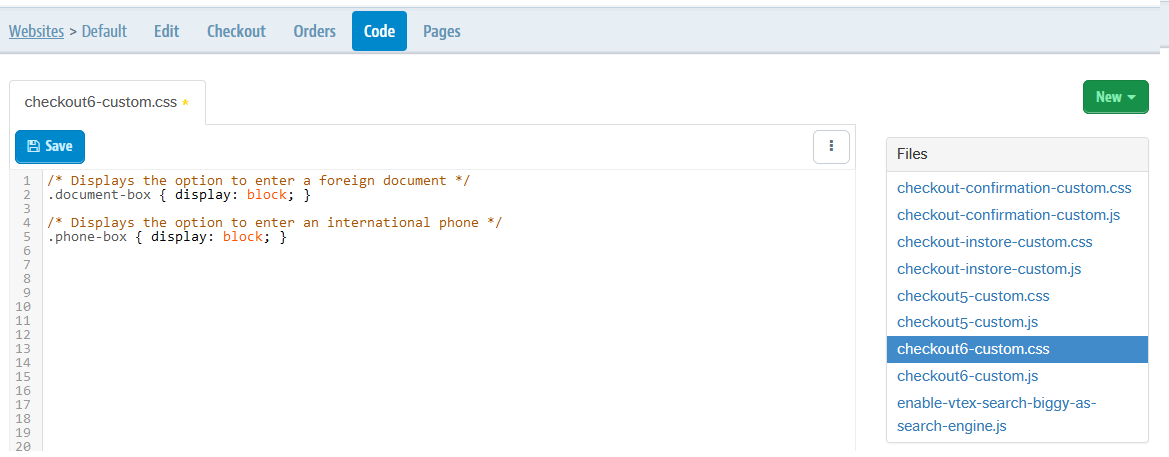 Websites > Default Edit Checkout Orders Code Pages
checkout6-custom.css *
New
Save
Files
1 /* Displays the option to enter a foreign document */
2 .document-box { display: block; }
3
4 /* Displays the option to enter an international phone */
5 .phone-box { display: block; }
6
7
8
9
10
11
12
13
14
15
16
17
18
19
20
checkout-confirmation-custom.css
checkout-confirmation-custom.js
checkout-instore-custom.css
checkout-instore-custom.js
checkout5-custom.css
checkout5-custom.js
checkout6-custom.css
checkout6-custom.js
enable-vtex-search-biggy-as-
search-engine.js